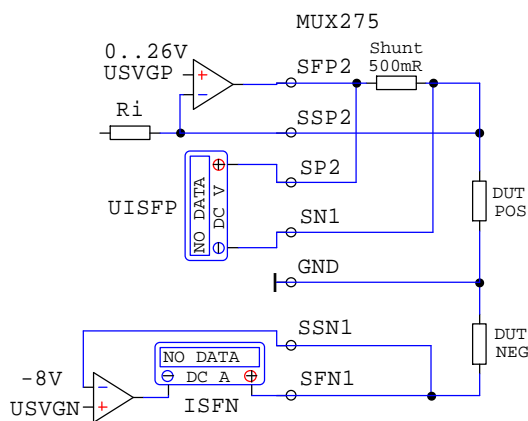 MUX275
0..26V
USVGP
SFP2
Shunt
500mR
Ri
SSP2
SP2
NO DATA
DC V
UISFP
SN1
DUT
POS
GND
SSN1
DUT
NEG
-8V
NO DATA
DC A
SFN1
USVGN
ISFN